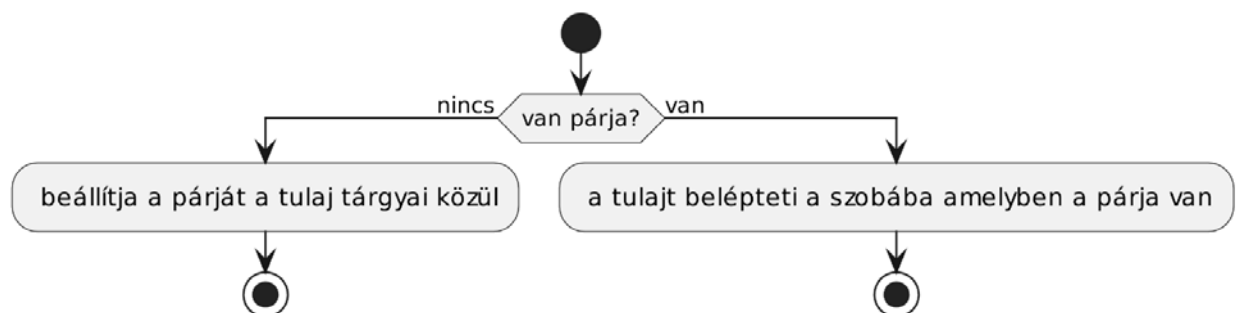 nincs
van párja?
van
beállítja a párját a tulaj tárgyai közül
a tulajt belépteti a szobába amelyben a párja van